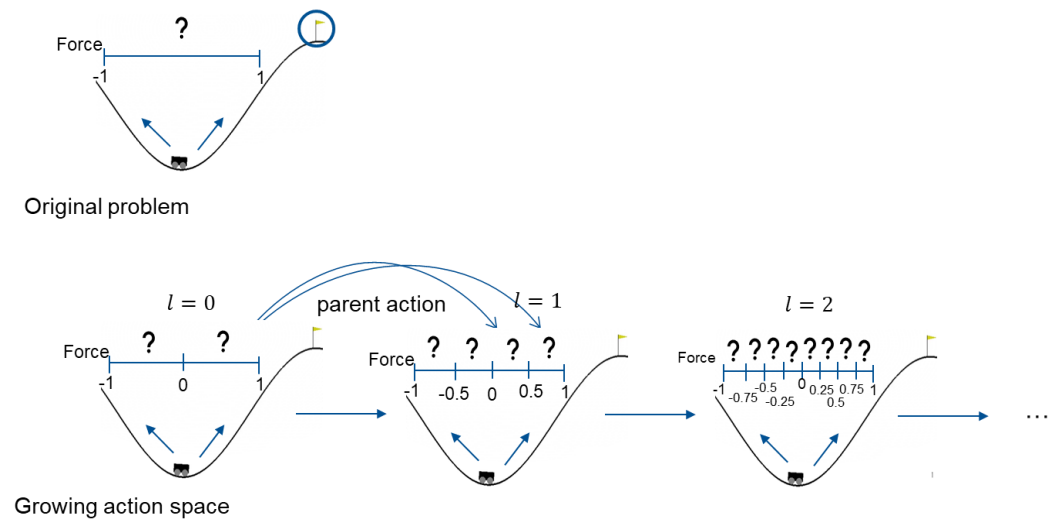 ?
Force
-1
1
Original problem
l = 0
parent action
l = 1
l = 2
? ?
Force
-1 0 1
? ? ? ?
Force
-1 -0.5 0 0.5 1
? ? ? ? ? ? ? ?
Force
-1 -0.5 0 0.25 0.75 1
-0.75 -0.25 0.5
...
Growing action space